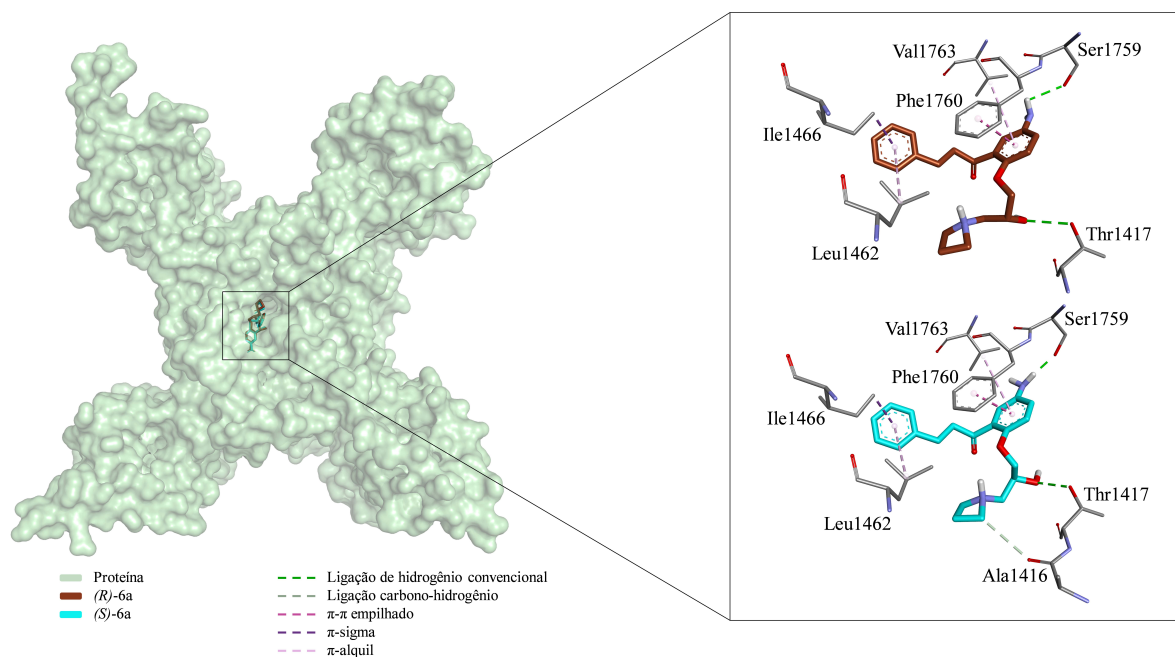 Val1763
Ser1759
Phe1760
Ile1466
Leu1462
Thr1417
Val1763
Ser1759
Phe1760
Ile1466
Leu1462
Thr1417
Ala1416
Proteína
(R)-6a
(S)-6a
Ligação de hidrogênio convencional
Ligação carbono-hidrogênio
π-π empilhado
π-sigma
π-alquil